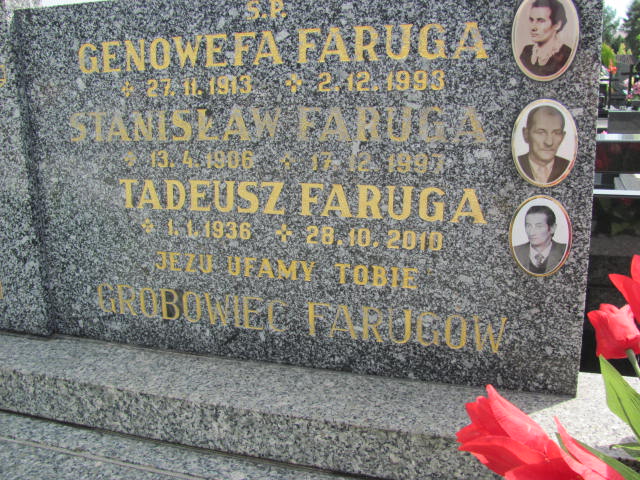 S.P.
GENOWEFA FARUGA
27.11.1913 2.12.1993
STANISŁAW FARUGA
13.4.1906 17.12.1997
TADEUSZ FARUGA
1.1.1936 28.10.2010
JEZU UFAMY TOBIE
GROBOWIEC FARUGÓW